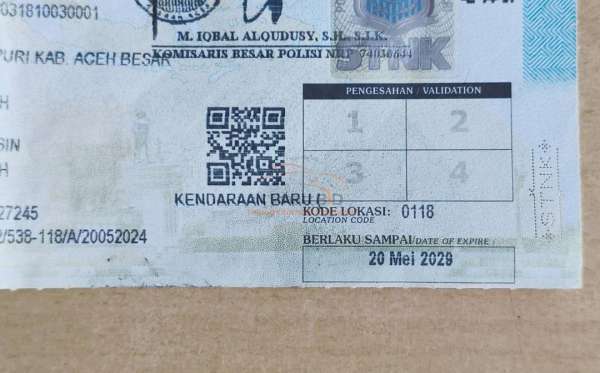 031810030001
M. IQBAL ALQUDUSY, S.H., S.I.K.
KOMISARIS BESAR POLISI NRP 74030644
PURI KAB. ACEH BESAR
STNK
PENGESAHAN / VALIDATION
1 2
3 4
H
SIN
H
KENDARAAN BARU
27245
KODE LOKASI: 0118
LOCATION CODE
/538-118/A/20052024
BERLAKU SAMPAI/DATE OF EXPIRE :
20 Mei 2029
STNK